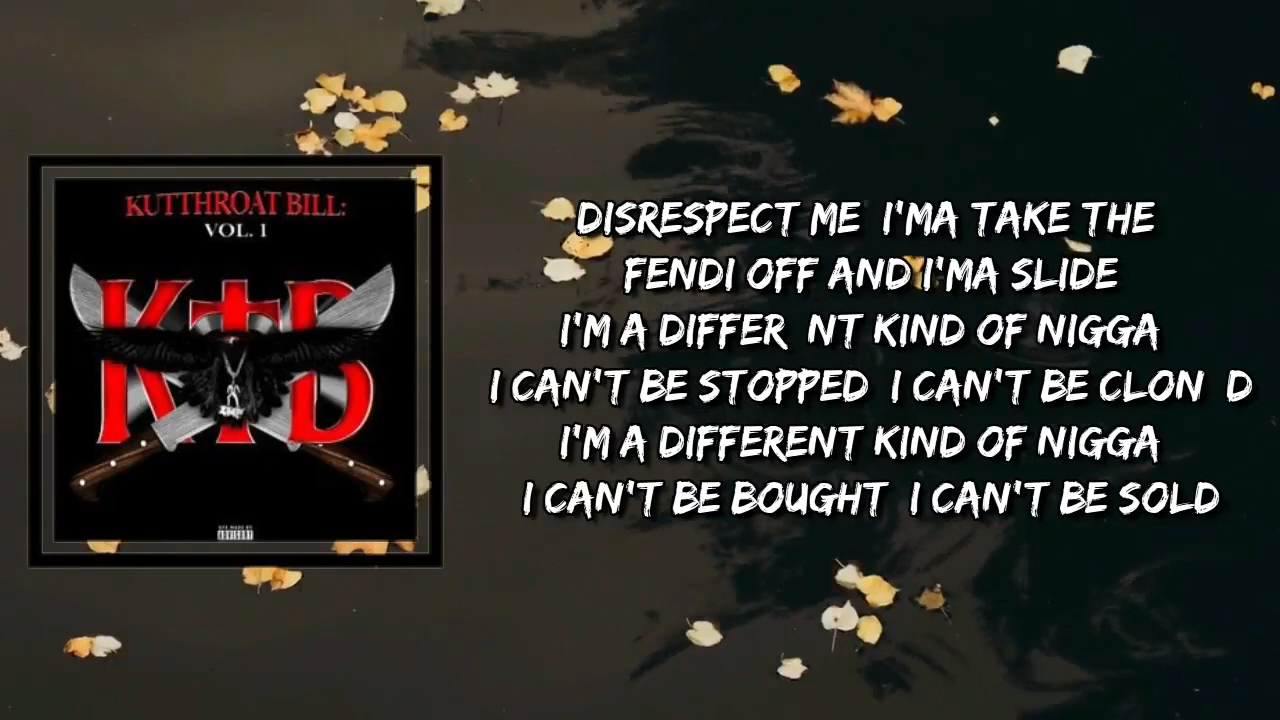 KUTTHROAT BILL:
VOL. 1
KTB
DISRESPECT ME  I'MA TAKE THE
FENDI OFF AND I'MA SLIDE
I'M A DIFFER  NT KIND OF NIGGA
I CAN'T BE STOPPED  I CAN'T BE CLON  D
I'M A DIFFERENT KIND OF NIGGA
I CAN'T BE BOUGHT  I CAN'T BE SOLD